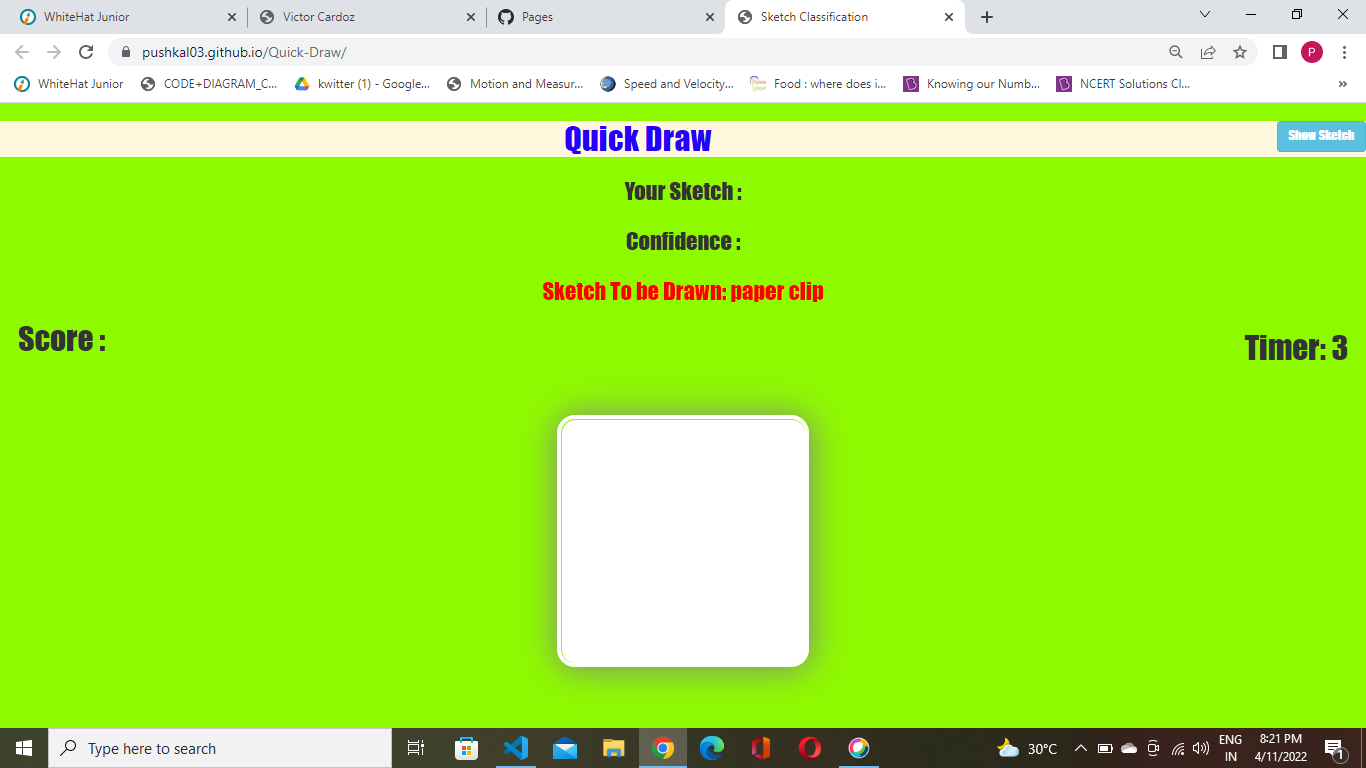 WhiteHat Junior
Victor Cardoz
Pages
Sketch Classification
pushkal03.github.io/Quick-Draw/
P
WhiteHat Junior
CODE+DIAGRAM_C...
kwitter (1) - Google...
Motion and Measur...
Speed and Velocity...
Food : where does i...
Knowing our Numb...
NCERT Solutions Cl...
»
Quick Draw
Show Sketch
Your Sketch :
Confidence :
Sketch To be Drawn: paper clip
Score :
Timer: 3
Type here to search
30°C
ENG
IN
8:21 PM
4/11/2022
1